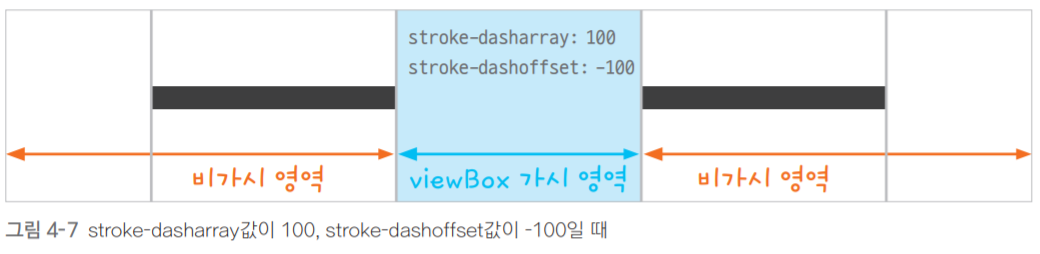 stroke-dasharray: 100
stroke-dashoffset: -100
비가시 영역
viewBox 가시 영역
비가시 영역
그림 4-7 stroke-dasharray값이 100, stroke-dashoffset값이 -100일 때